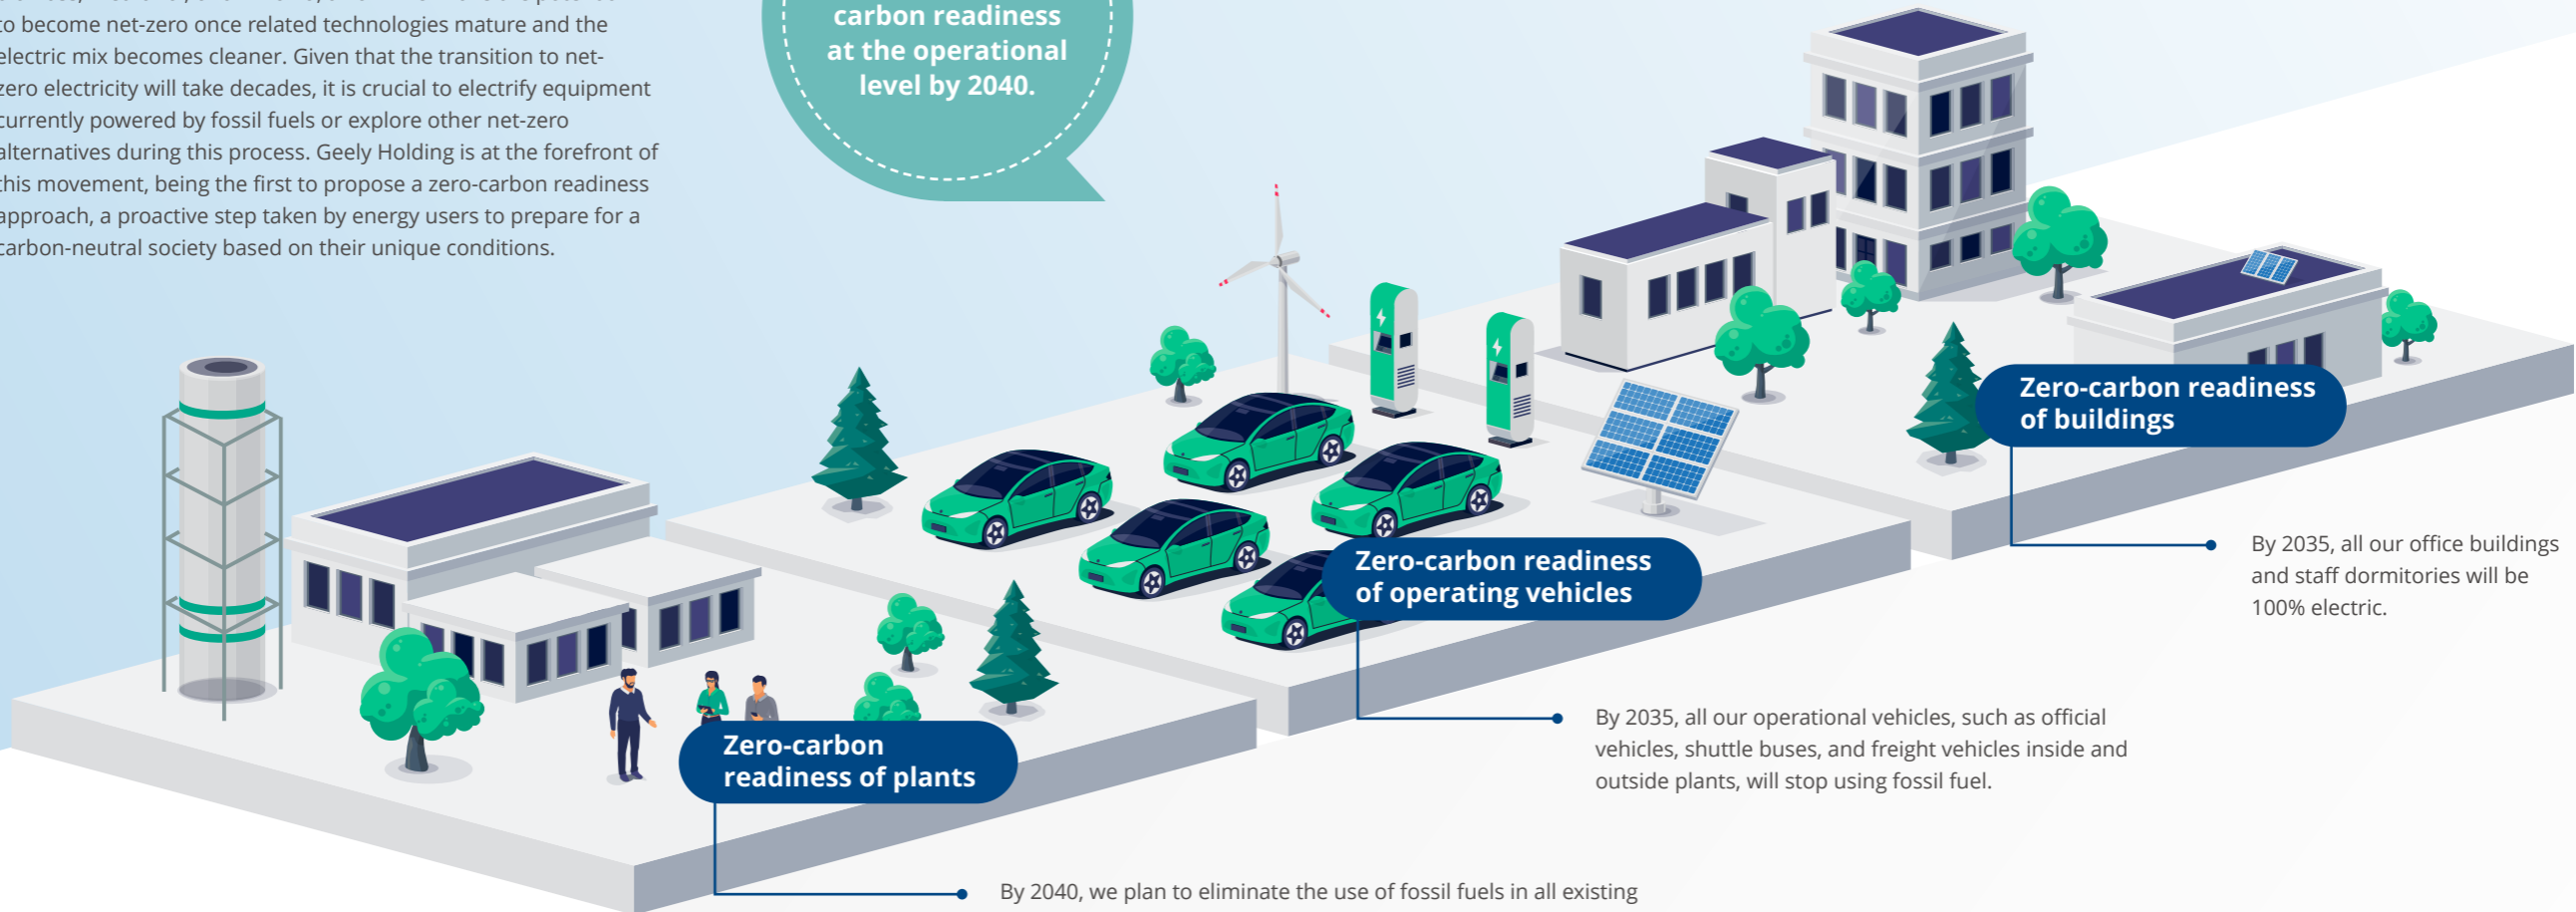 to become net-zero once related technologies mature and the
electric mix becomes cleaner. Given that the transition to net-
zero electricity will take decades, it is crucial to electrify equipment
currently powered by fossil fuels or explore other net-zero
alternatives during this process. Geely Holding is at the forefront of
this movement, being the first to propose a zero-carbon readiness
approach, a proactive step taken by energy users to prepare for a
carbon-neutral society based on their unique conditions.
carbon readiness
at the operational
level by 2040.
Zero-carbon readiness
of buildings
By 2035, all our office buildings
and staff dormitories will be
100% electric.
Zero-carbon readiness
of operating vehicles
By 2035, all our operational vehicles, such as official
vehicles, shuttle buses, and freight vehicles inside and
outside plants, will stop using fossil fuel.
Zero-carbon
readiness of plants
By 2040, we plan to eliminate the use of fossil fuels in all existing